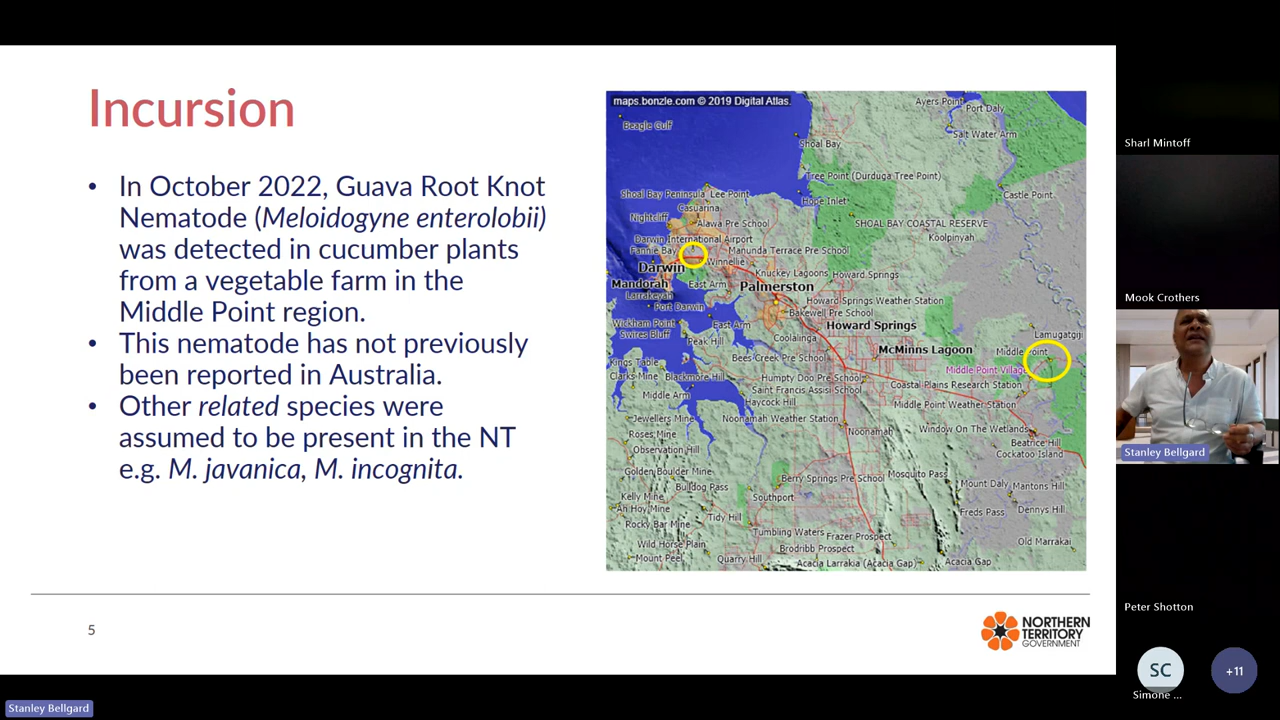 Incursion
• In October 2022, Guava Root Knot
Nematode (Meloidogyne enterolobii)
was detected in cucumber plants
from a vegetable farm in the
Middle Point region.
• This nematode has not previously
been reported in Australia.
• Other related species were
assumed to be present in the NT
e.g. M. javanica, M. incognita.
maps.bonzle.com © 2019 Digital Atlas.
Ayers Point
Port Daly
Beagle Gulf
Salt Water Arm
Shoal Bay
Tree Point (Durduga Tree Point)
Shoal Bay Peninsula
Lee Point
Castle Point
Hope Inlet
Casuarina
Nightcliff
Alawa Pre School
SHOAL BAY COASTAL RESERVE
Koolpinyah
Darwin International Airport
Fannie Bay
Manunda Terrace Pre School
Winnellie
Darwin
Knuckey Lagoons
Howard Springs
Mandorah
East Arm
Palmerston
Larrakeyah
Port Darwin
Howard Springs Weather Station
Bakewell Pre School
Wickham Point
East Arm
Howard Springs
Swires Bluff
Coolalinga
Lamugatgiji
Peak Hill
McMinns Lagoon
Middle Point
Kings Table
Bees Creek Pre School
Middle Point Village
Clarks Mine
Blackmore Hill
Humpty Doo Pre School
Coastal Plains Research Station
Middle Arm
Saint Francis Assisi School
Haycock Hill
Middle Point Weather Station
Jewellers Mine
Noonamah Weather Station
Noonamah
Window On The Wetlands
Roses Mine
Beatrice Hill
Observation Hill
Cockatoo Island
Golden Boulder Mine
Berry Springs Pre School
Mosquito Pass
Bulldog Pass
Mount Daly
Mantons Hill
Kelly Mine
Southport
Ah Hoy Mine
Tidy Hill
Freds Pass
Dennys Hill
Rocky Bar Mine
Tumbling Waters
Frazer Prospect
Wild Horse Plain
Brodribb Prospect
Old Marrakai
Mount Peel
Quarry Hill
Acacia Larrakia (Acacia Gap)
Acacia Gap
5
NORTHERN
TERRITORY
GOVERNMENT
Sharl Mintoff
Mook Crothers
Stanley Bellgard
Peter Shotton
SC
Simone ...
+11
Stanley Bellgard